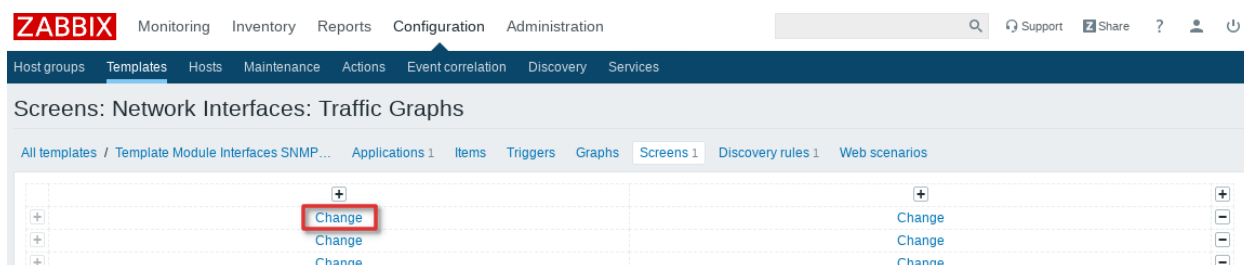 ZABBIX Monitoring Inventory Reports Configuration Administration Support Z Share ?
Host groups Templates Hosts Maintenance Actions Event correlation Discovery Services
Screens: Network Interfaces: Traffic Graphs
All templates / Template Module Interfaces SNMP… Applications 1 Items Triggers Graphs Screens 1 Discovery rules 1 Web scenarios
+ + +
+ Change Change −
+ Change Change −
+ Change Change −